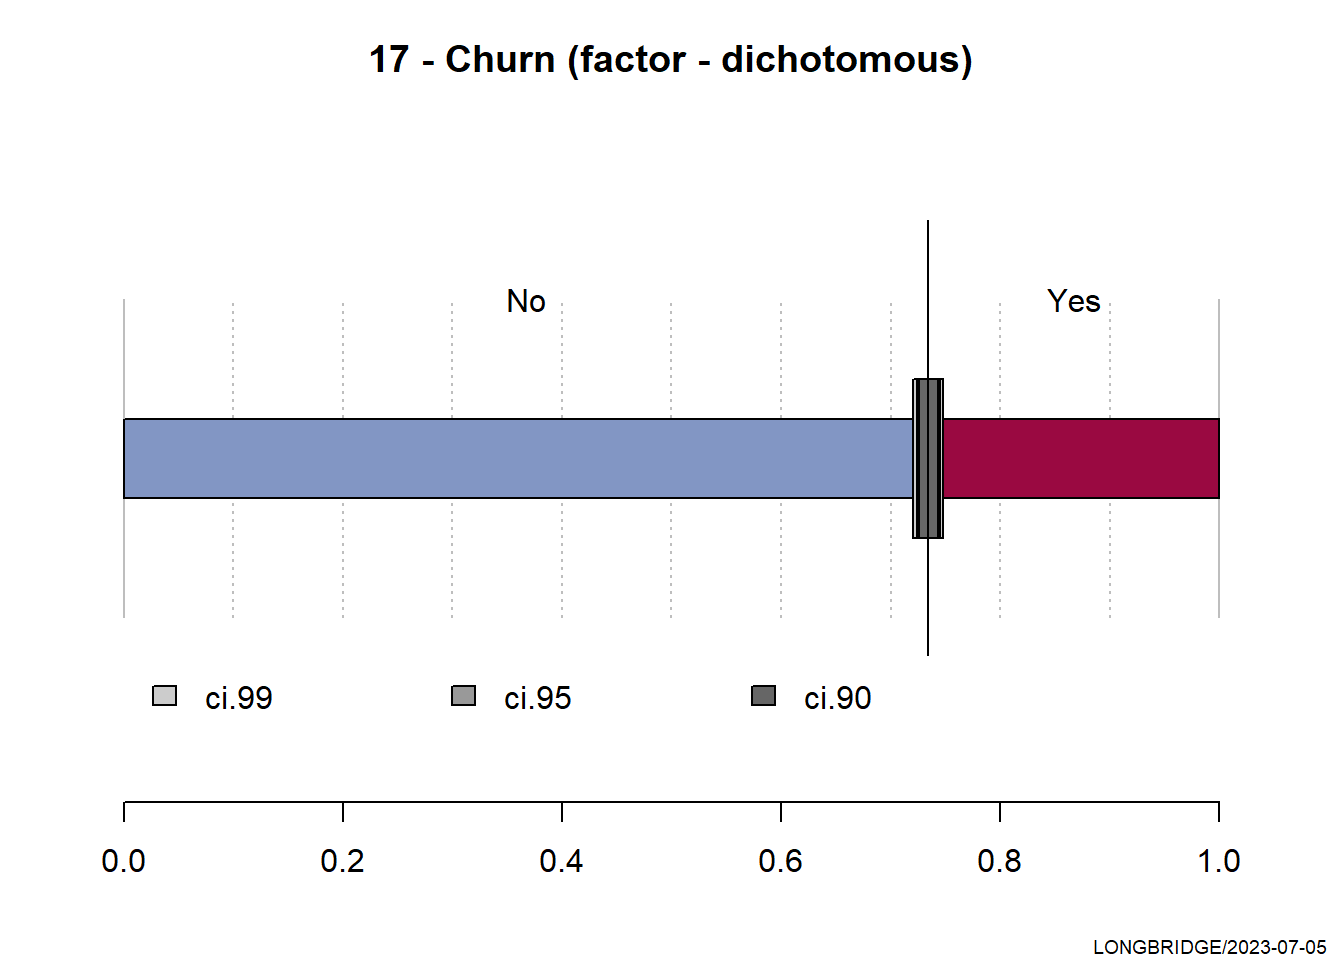 17 - Churn (factor - dichotomous)
No Yes
ci.99 ci.95 ci.90
0.0 0.2 0.4 0.6 0.8 1.0
LONGBRIDGE/2023-07-05